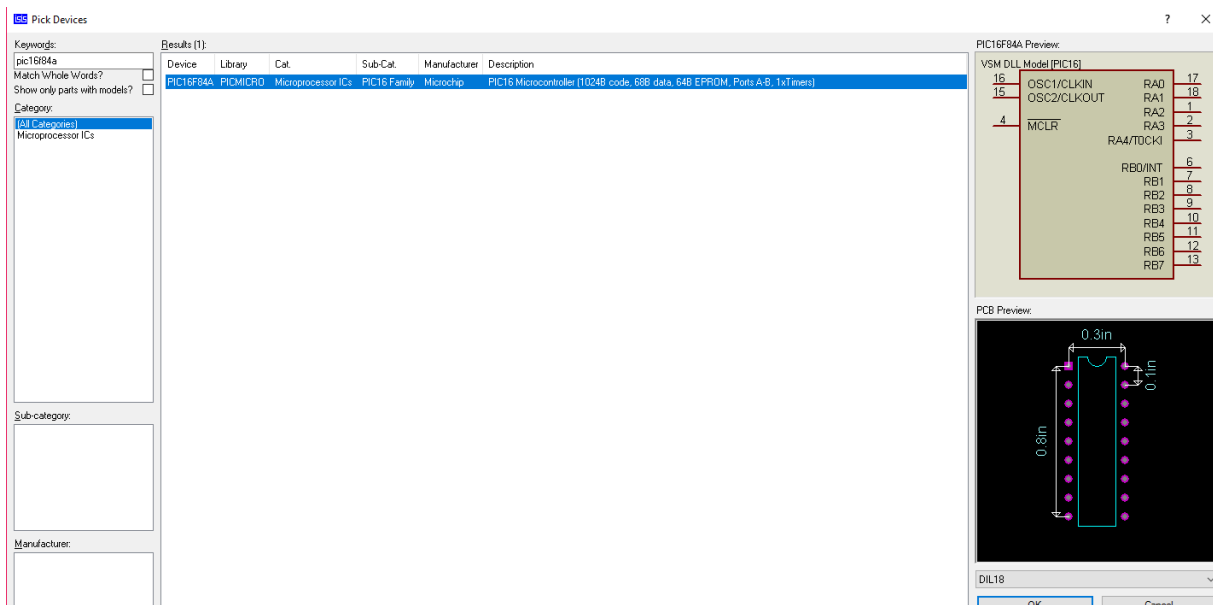 ISIS Pick Devices ? ×
Keywords:
pic16f84a
Match Whole Words?
Show only parts with models?
Category:
(All Categories)
Microprocessor ICs
Sub-category:
Manufacturer:
Results (1):
Device Library Cat. Sub-Cat. Manufacturer Description
PIC16F84A PICMICRO Microprocessor ICs PIC16 Family Microchip PIC16 Microcontroller (1024B code, 68B data, 64B EPROM, Ports A-B, 1xTimers)
PIC16F84A Preview:
VSM DLL Model [PIC16]
16 OSC1/CLKIN RA0 17
15 OSC2/CLKOUT RA1 18
RA2 1
4 MCLR RA3 2
RA4/T0CKI 3
RB0/INT 6
RB1 7
RB2 8
RB3 9
RB4 10
RB5 11
RB6 12
RB7 13
PCB Preview:
0.3in
0.1in
0.8in
DIL18
OK Cancel